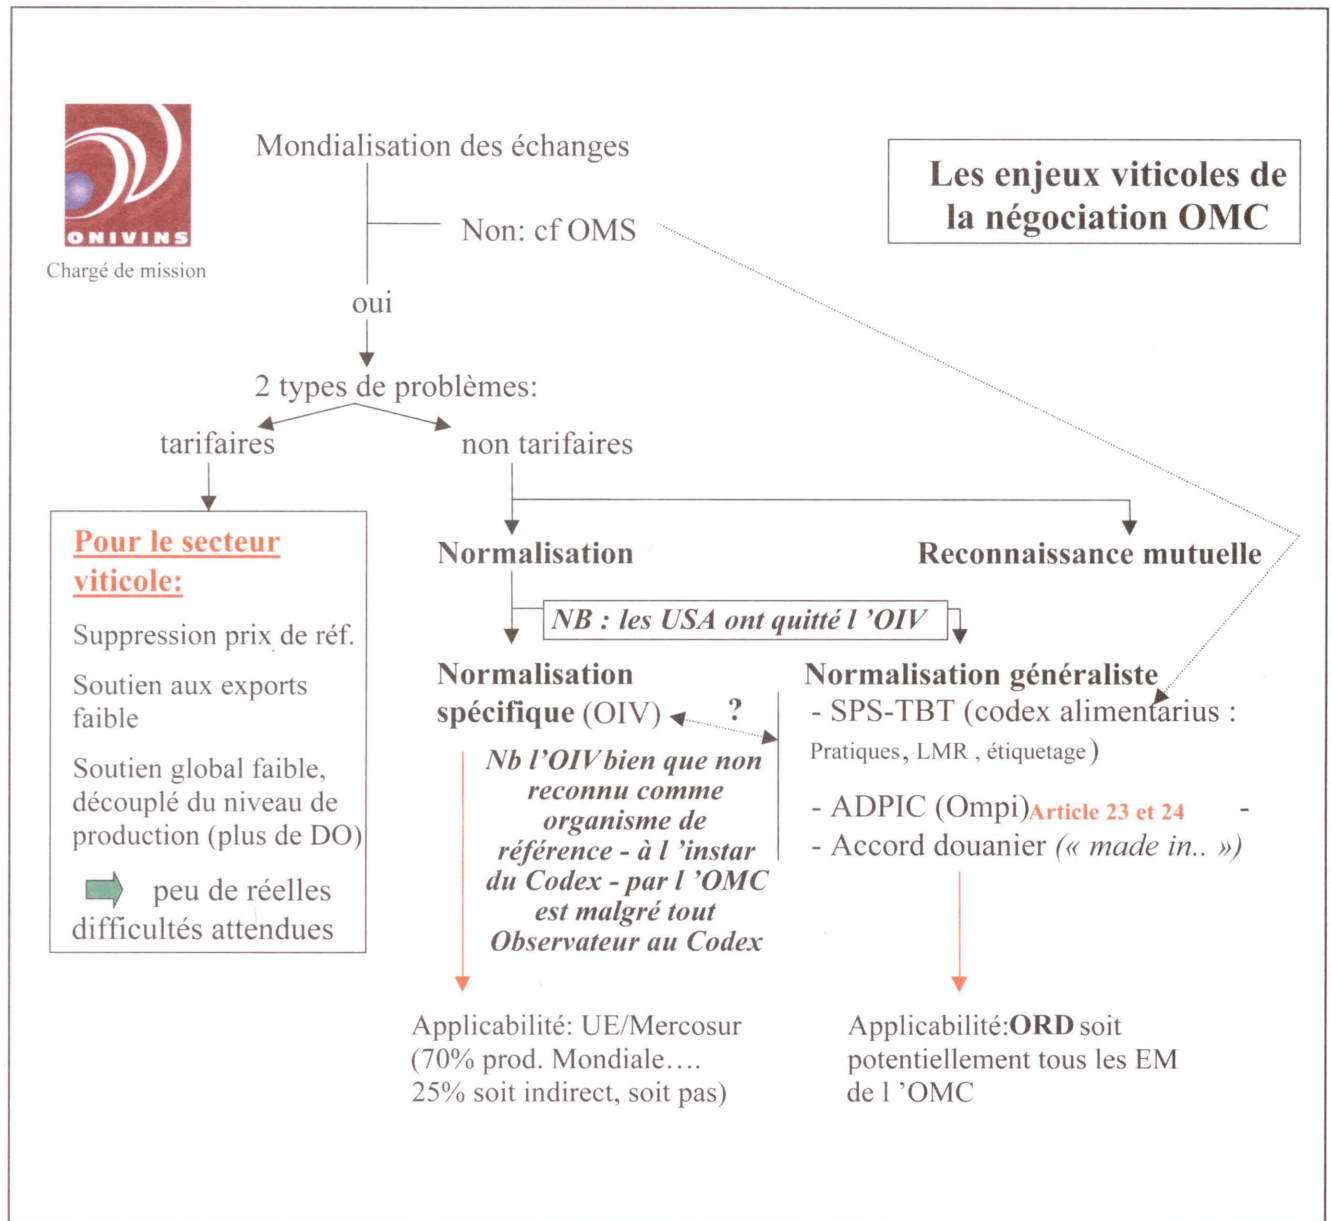 ONIVINS
Chargé de mission
Mondialisation des échanges
Les enjeux viticoles de
la négociation OMC
Non: cf OMS
oui
2 types de problèmes:
tarifaires
non tarifaires
Pour le secteur
viticole:
Suppression prix de réf.
Soutien aux exports
faible
Soutien global faible,
découplé du niveau de
production (plus de DO)
peu de réelles
difficultés attendues
Normalisation
Reconnaissance mutuelle
NB : les USA ont quitté l ’OIV
Normalisation
spécifique (OIV)
?
Nb l’OIV bien que non
reconnu comme
organisme de
référence - à l ’instar
du Codex - par l ’OMC
est malgré tout
Observateur au Codex
Normalisation généraliste
- SPS-TBT (codex alimentarius :
Pratiques, LMR , étiquetage )
- ADPIC (Ompi) Article 23 et 24 -
- Accord douanier (« made in.. »)
Applicabilité: UE/Mercosur
(70% prod. Mondiale….
25% soit indirect, soit pas)
Applicabilité:ORD soit
potentiellement tous les EM
de l ’OMC